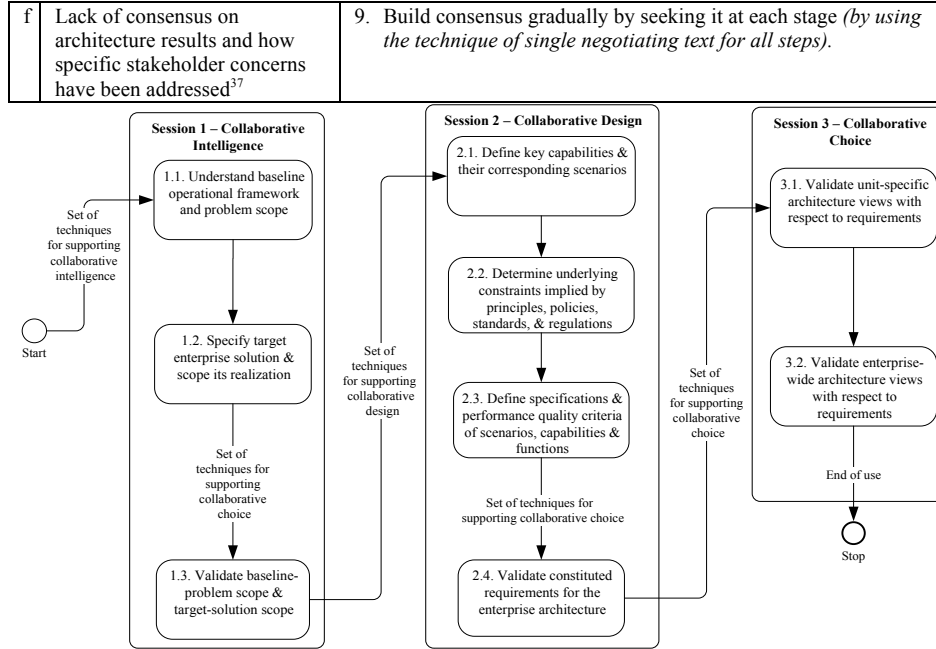 f
Lack of consensus on
architecture results and how
specific stakeholder concerns
have been addressed37
9. Build consensus gradually by seeking it at each stage (by using
the technique of single negotiating text for all steps).
Session 1 – Collaborative
Intelligence
1.1. Understand baseline
operational framework
and problem scope
Set of
techniques
for supporting
collaborative
intelligence
Start
1.2. Specify target
enterprise solution &
scope its realization
Set of
techniques for
supporting
collaborative
choice
1.3. Validate baseline-
problem scope &
target-solution scope
Set of
techniques
for supporting
collaborative
design
Session 2 – Collaborative Design
2.1. Define key capabilities &
their corresponding scenarios
2.2. Determine underlying
constraints implied by
principles, policies,
standards, & regulations
2.3. Define specifications &
performance quality criteria
of scenarios, capabilities &
functions
Set of techniques for
supporting collaborative choice
2.4. Validate constituted
requirements for the
enterprise architecture
Set of
techniques
for supporting
collaborative
choice
Session 3 – Collaborative
Choice
3.1. Validate unit-specific
architecture views with
respect to requirements
3.2. Validate enterprise-
wide architecture views
with respect to
requirements
End of use
Stop